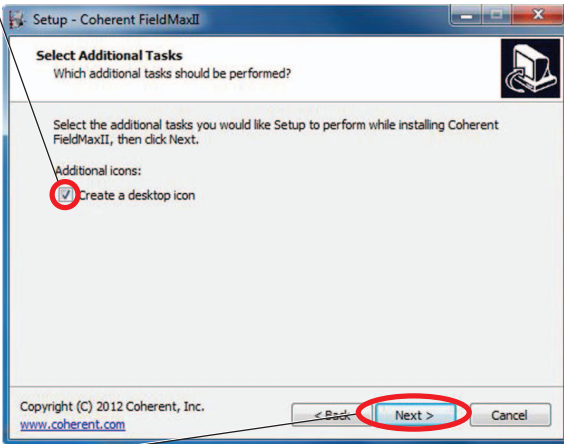 Setup - Coherent FieldMaxII
Select Additional Tasks
Which additional tasks should be performed?
Select the additional tasks you would like Setup to perform while installing Coherent
FieldMaxII, then click Next.
Additional icons:
Create a desktop icon
Copyright (C) 2012 Coherent, Inc.
www.coherent.com
< Back
Next >
Cancel